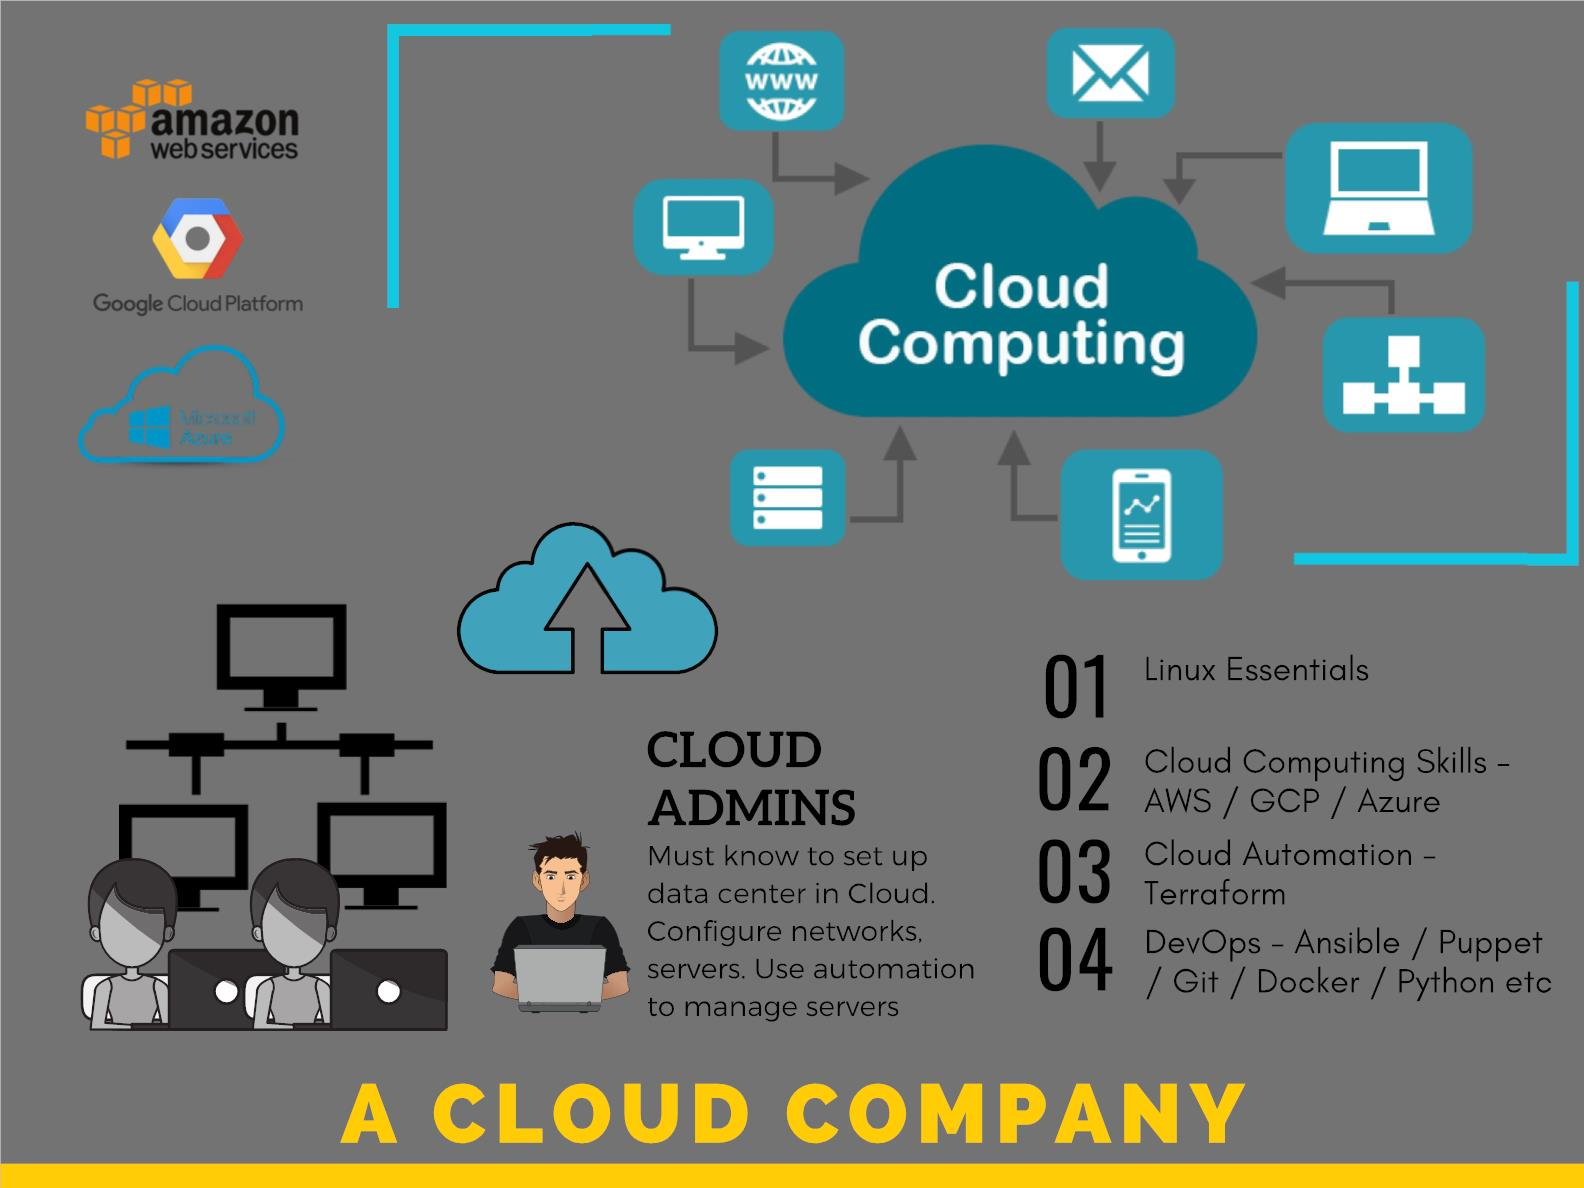 amazon
web services
Google Cloud Platform
Microsoft
Azure
WWW
Cloud
Computing
CLOUD
ADMINS
Must know to set up
data center in Cloud.
Configure networks,
servers. Use automation
to manage servers
01 Linux Essentials
02 Cloud Computing Skills -
AWS / GCP / Azure
03 Cloud Automation -
Terraform
04 DevOps - Ansible / Puppet
/ Git / Docker / Python etc
A CLOUD COMPANY